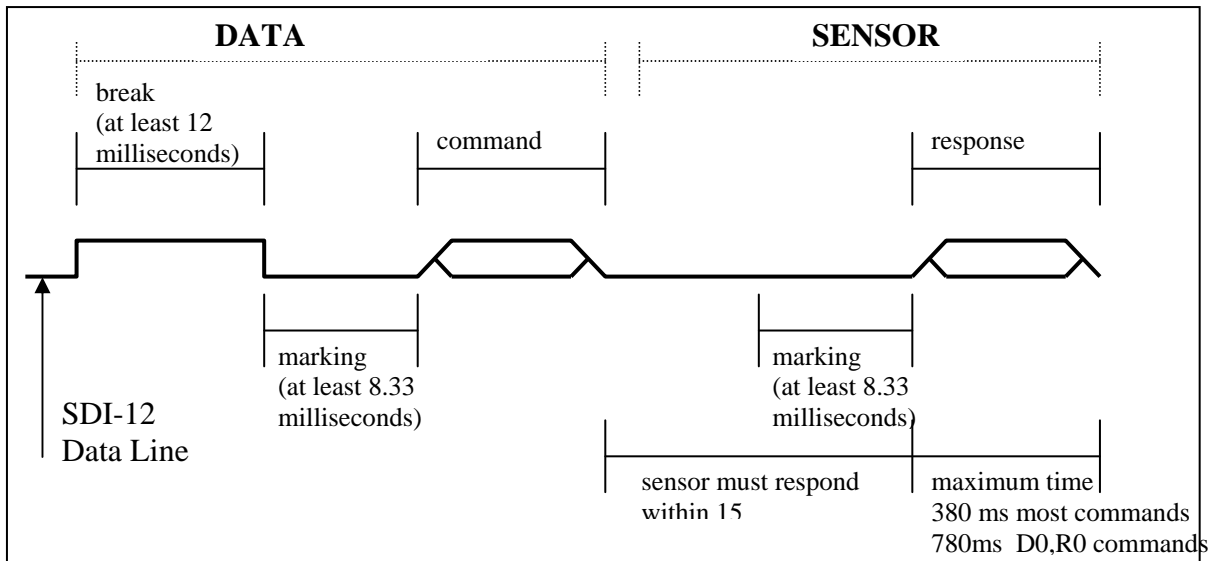 DATA
SENSOR
break
(at least 12
milliseconds)
command
response
marking
(at least 8.33
milliseconds)
marking
(at least 8.33
milliseconds)
SDI-12
Data Line
sensor must respond
within 15
maximum time
380 ms most commands
780ms D0,R0 commands